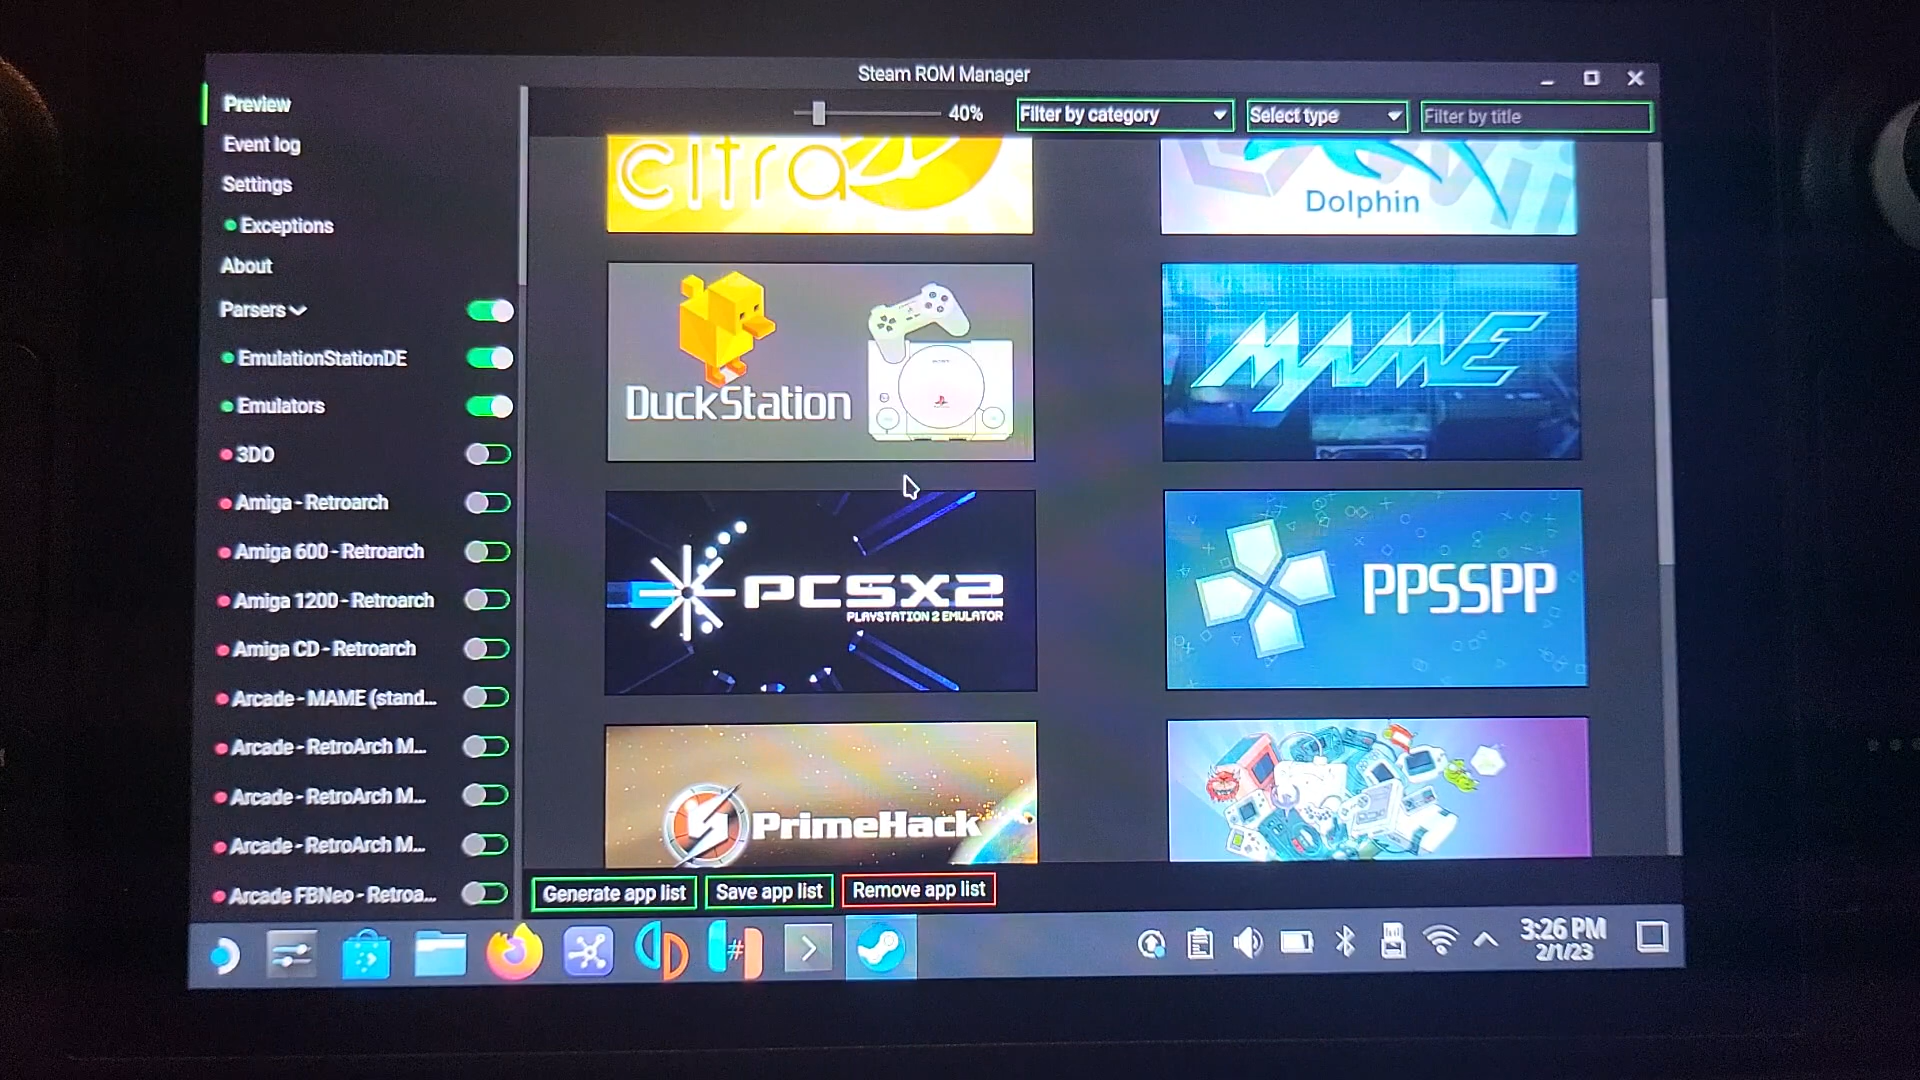 Steam ROM Manager
Preview
Event log
Settings
Exceptions
About
Parsers
EmulationStationDE
Emulators
3DO
Amiga - Retroarch
Amiga 600 - Retroarch
Amiga 1200 - Retroarch
Amiga CD - Retroarch
Arcade - MAME (stand...
Arcade - RetroArch M...
Arcade - RetroArch M...
Arcade - RetroArch M...
Arcade FBNeo - Retroa...
40%
Filter by category
Select type
Filter by title
citra
Dolphin
DuckStation
MAME
PCSX2
PLAYSTATION 2 EMULATOR
PPSSPP
PrimeHack
Generate app list
Save app list
Remove app list
3:26 PM
2/1/23